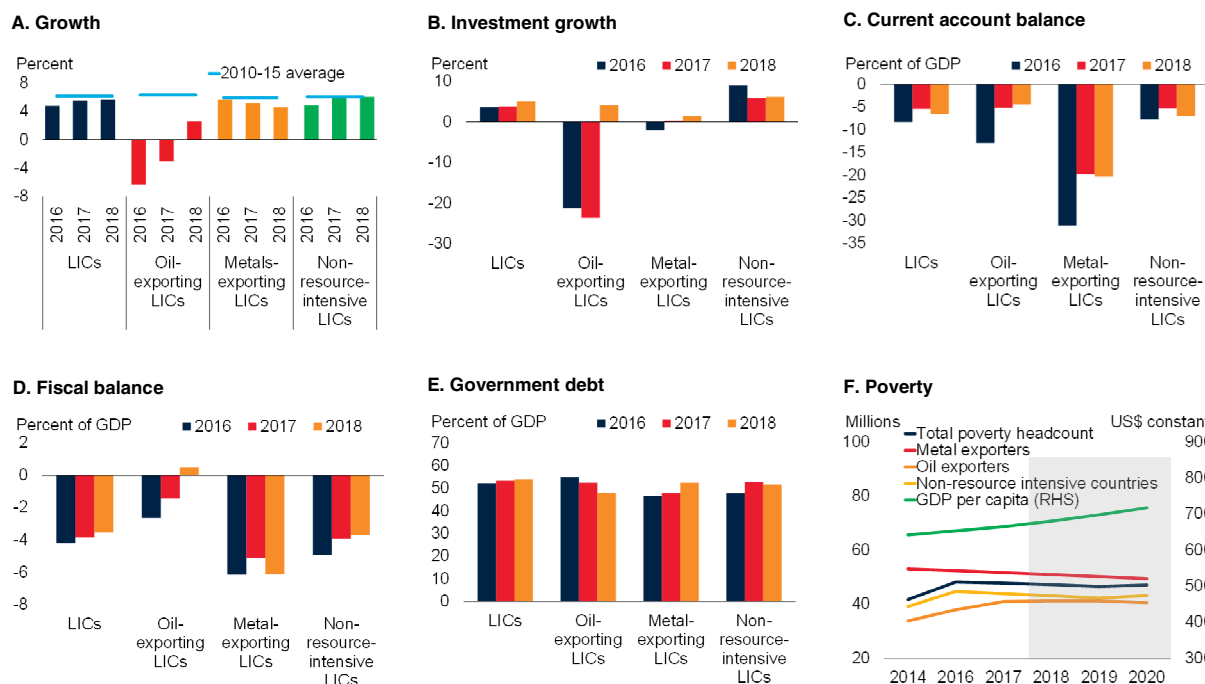 A. Growth
Percent
2010-15 average
8
4
0
-4
-8
2016
2017
2018
2016
2017
2018
2016
2017
2018
2016
2017
2018
LICs
Oil-
exporting
LICs
Metals-
exporting
LICs
Non-
resource-
intensive
LICs
B. Investment growth
Percent
2016 2017 2018
10
0
-10
-20
-30
LICs
Oil-
exporting
LICs
Metal-
exporting
LICs
Non-
resource-
intensive
LICs
C. Current account balance
Percent of GDP
2016 2017 2018
0
-5
-10
-15
-20
-25
-30
-35
LICs
Oil-
exporting
LICs
Metal-
exporting
LICs
Non-
resource-
intensive
LICs
D. Fiscal balance
Percent of GDP
2016 2017 2018
2
0
-2
-4
-6
-8
LICs
Oil-
exporting
LICs
Metal-
exporting
LICs
Non-
resource-
intensive
LICs
E. Government debt
Percent of GDP
2016 2017 2018
70
60
50
40
30
20
10
0
LICs
Oil-
exporting
LICs
Metal-
exporting
LICs
Non-
resource-
intensive
LICs
F. Poverty
Millions
US$ constant
Total poverty headcount
Metal exporters
Oil exporters
Non-resource intensive countries
GDP per capita (RHS)
100
80
60
40
20
2014 2016 2017 2018 2019 2020